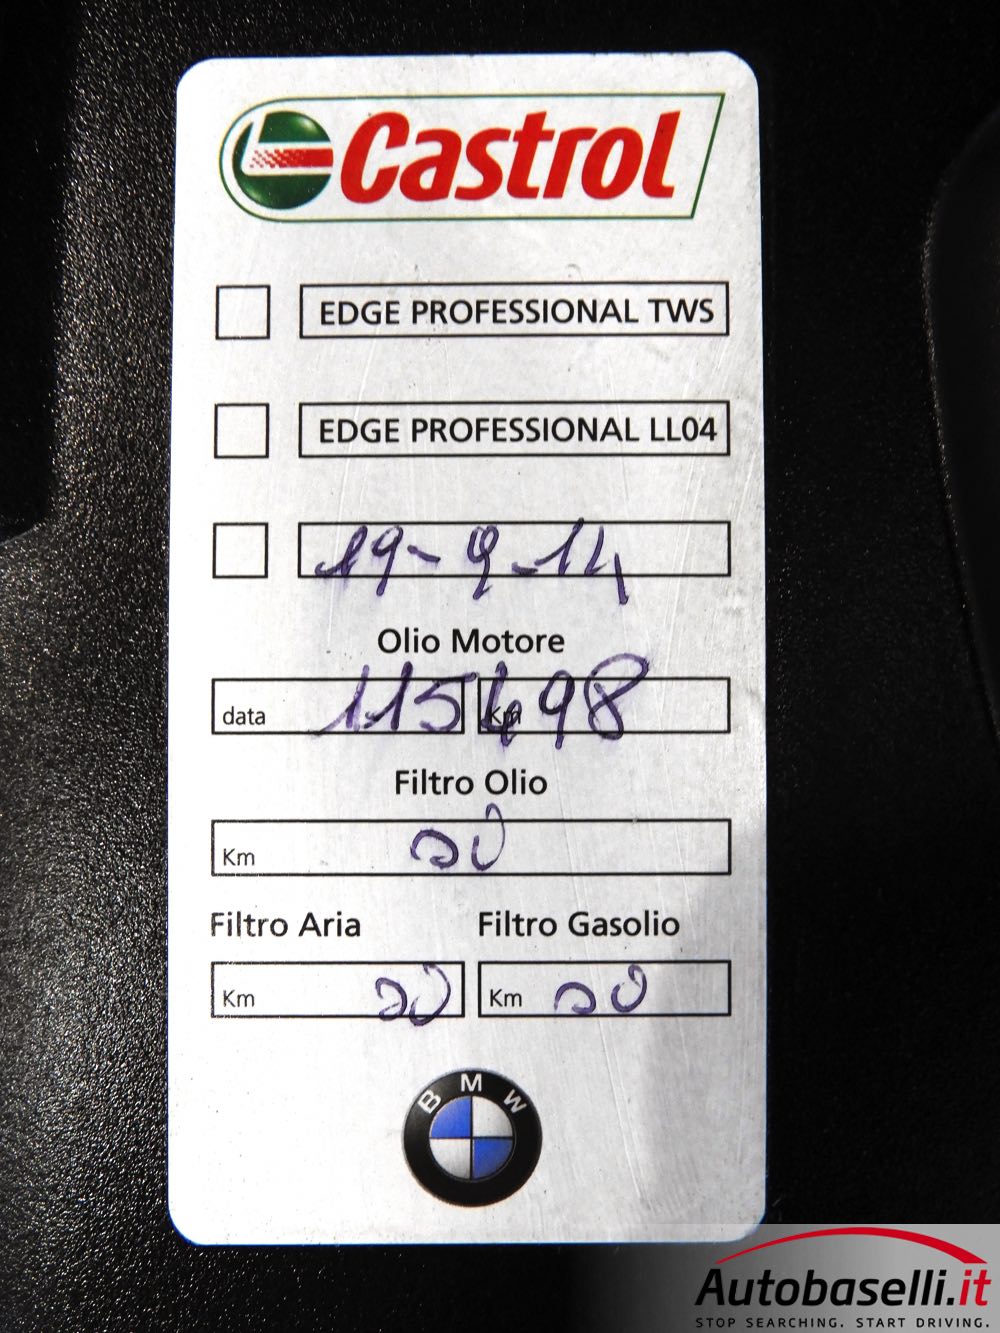 Castrol
EDGE PROFESSIONAL TWS
EDGE PROFESSIONAL LL04
19-9-14
Olio Motore
data 115498 Km
Filtro Olio
Km
Filtro Aria Filtro Gasolio
Km Km
BMW
Autobaselli.it
STOP SEARCHING. START DRIVING.